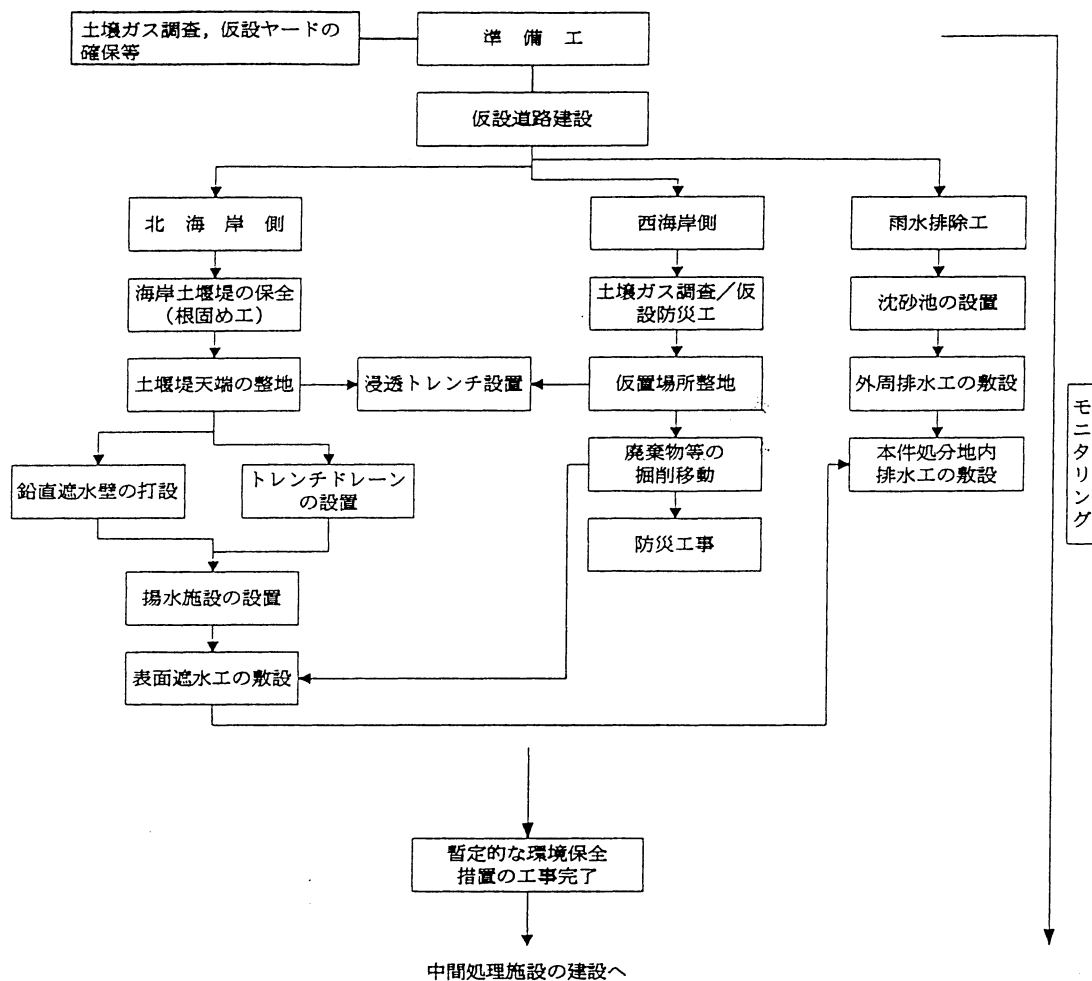 土壌ガス調査，仮設ヤードの
確保等
準　備　工
仮設道路建設
北　海　岸　側
西海岸側
雨水排除工
海岸土堰堤の保全
（根固め工）
土壌ガス調査／仮
設防災工
沈砂池の設置
土堰堤天端の整地
浸透トレンチ設置
仮置場所整地
外周排水工の敷設
モニタリング
鉛直遮水壁の打設
トレンチドレーン
の設置
廃棄物等の
掘削移動
本件処分地内
排水工の敷設
防災工事
揚水施設の設置
表面遮水工の敷設
暫定的な環境保全
措置の工事完了
中間処理施設の建設へ